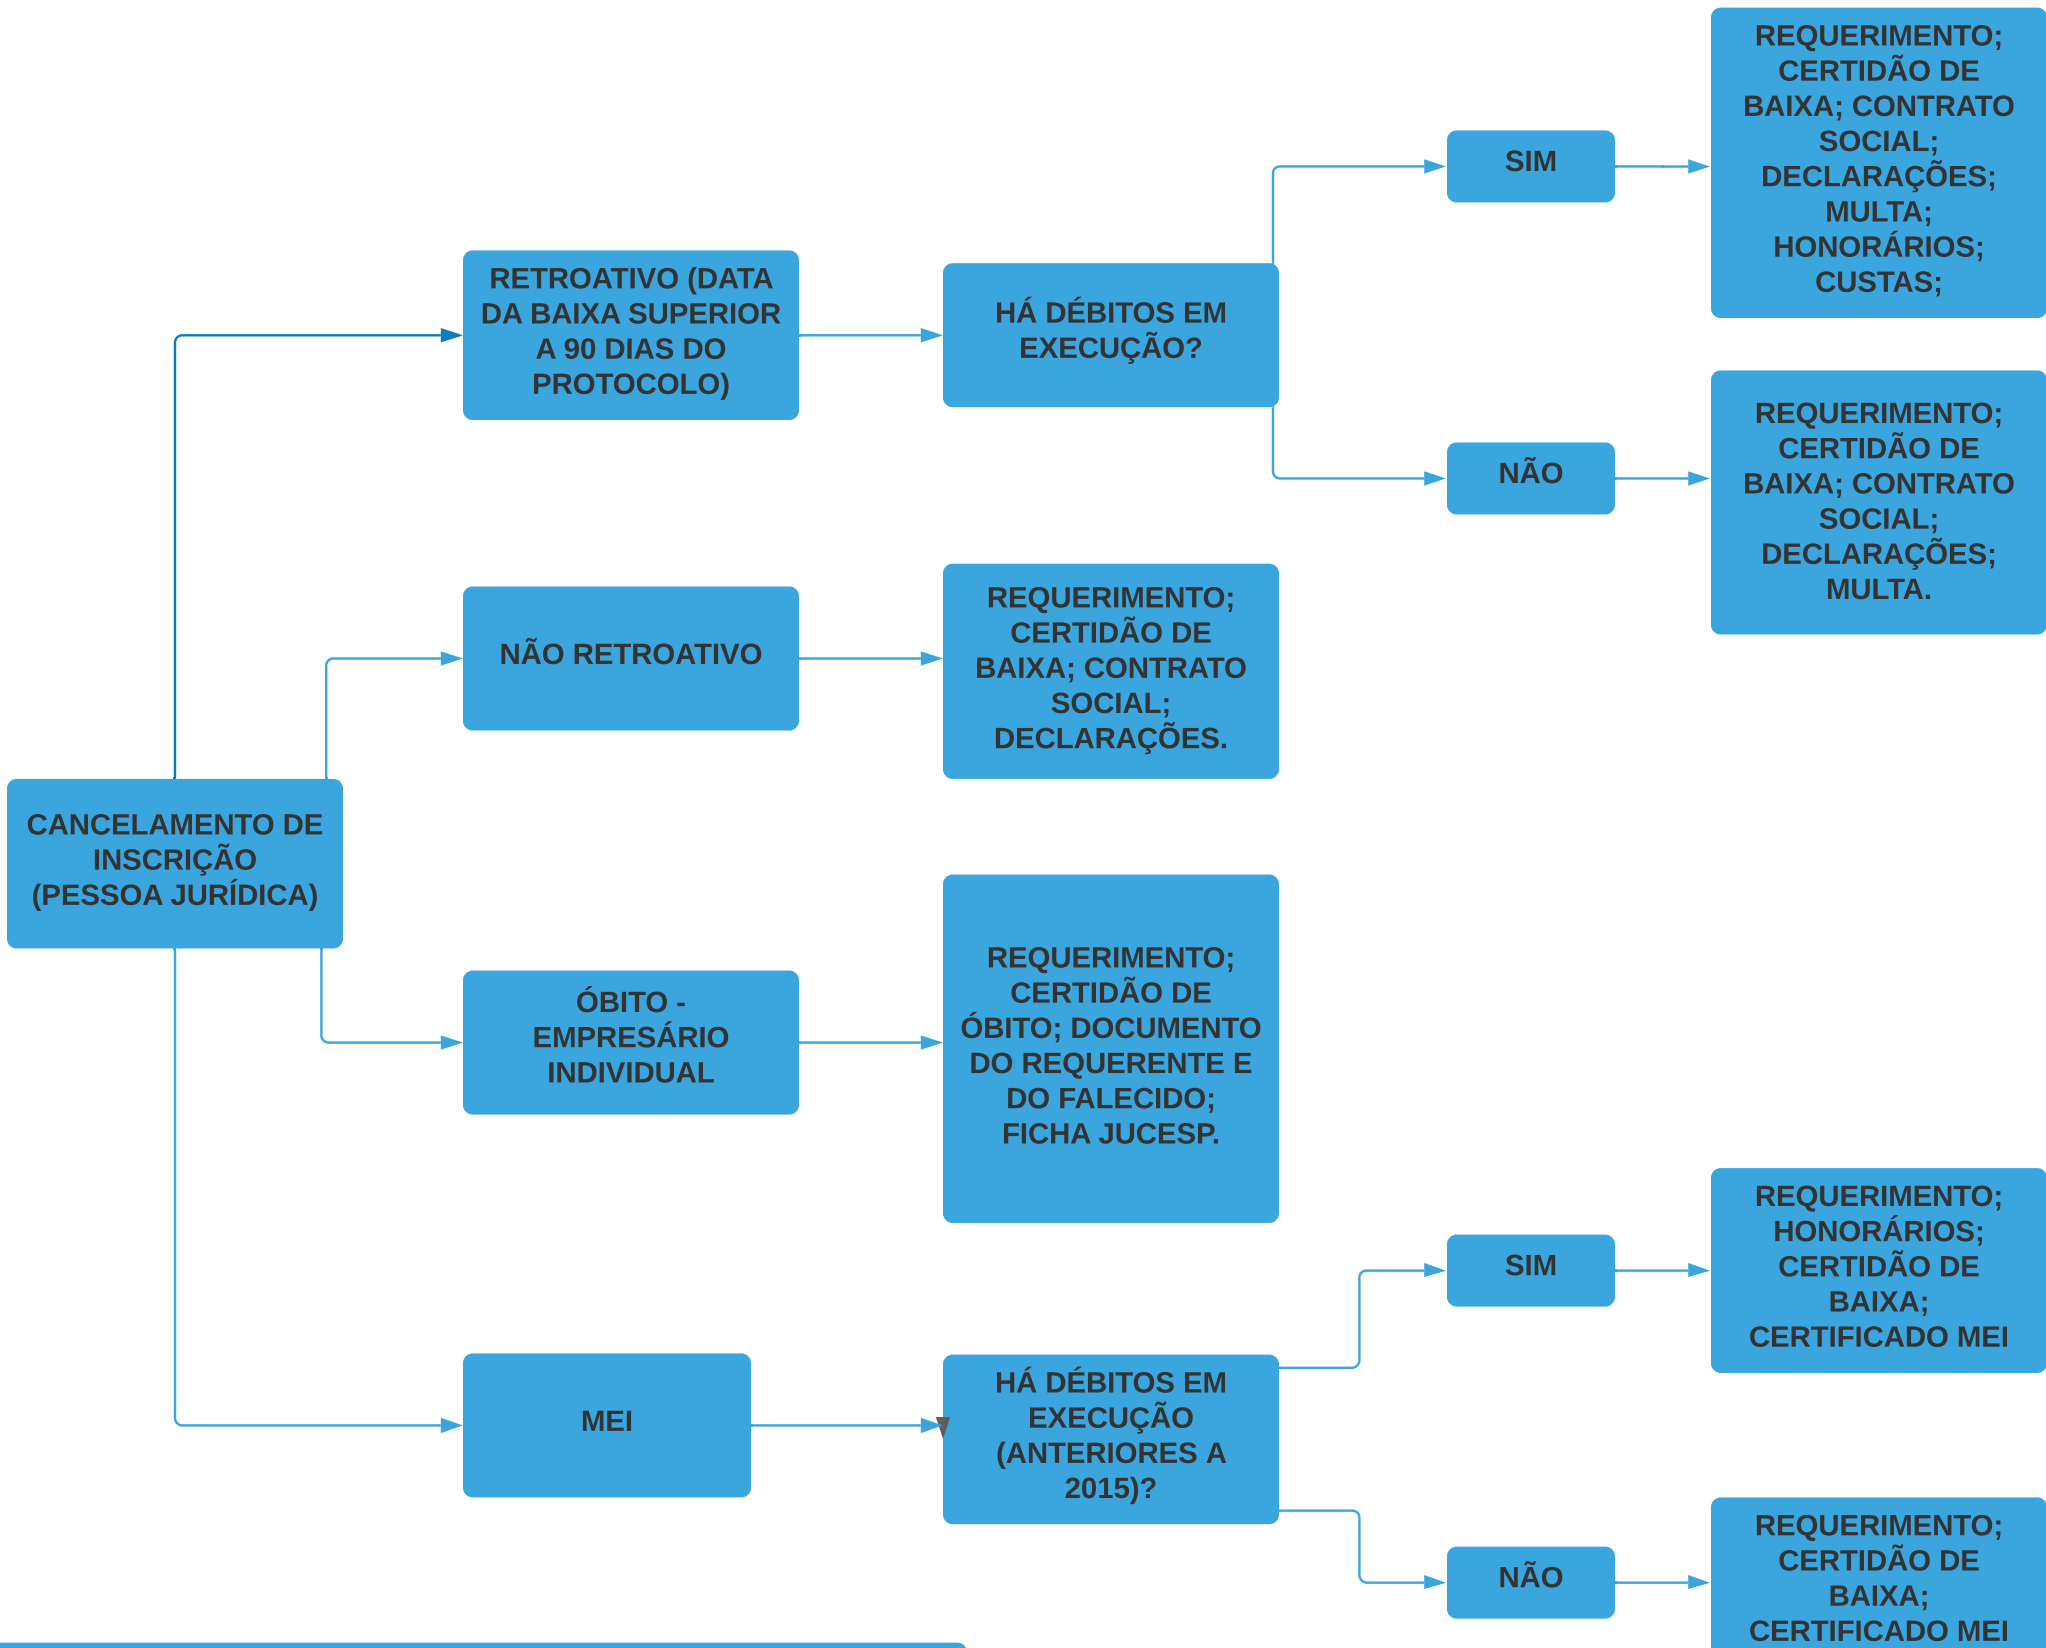 CANCELAMENTO DE
INSCRIÇÃO
(PESSOA JURÍDICA)
RETROATIVO (DATA
DA BAIXA SUPERIOR
A 90 DIAS DO
PROTOCOLO)
HÁ DÉBITOS EM
EXECUÇÃO?
SIM
REQUERIMENTO;
CERTIDÃO DE
BAIXA; CONTRATO
SOCIAL;
DECLARAÇÕES;
MULTA;
HONORÁRIOS;
CUSTAS;
NÃO
REQUERIMENTO;
CERTIDÃO DE
BAIXA; CONTRATO
SOCIAL;
DECLARAÇÕES;
MULTA.
NÃO RETROATIVO
REQUERIMENTO;
CERTIDÃO DE
BAIXA; CONTRATO
SOCIAL;
DECLARAÇÕES.
ÓBITO -
EMPRESÁRIO
INDIVIDUAL
REQUERIMENTO;
CERTIDÃO DE
ÓBITO; DOCUMENTO
DO REQUERENTE E
DO FALECIDO;
FICHA JUCESP.
MEI
HÁ DÉBITOS EM
EXECUÇÃO
(ANTERIORES A
2015)?
SIM
REQUERIMENTO;
HONORÁRIOS;
CERTIDÃO DE
BAIXA;
CERTIFICADO MEI
NÃO
REQUERIMENTO;
CERTIDÃO DE
BAIXA;
CERTIFICADO MEI